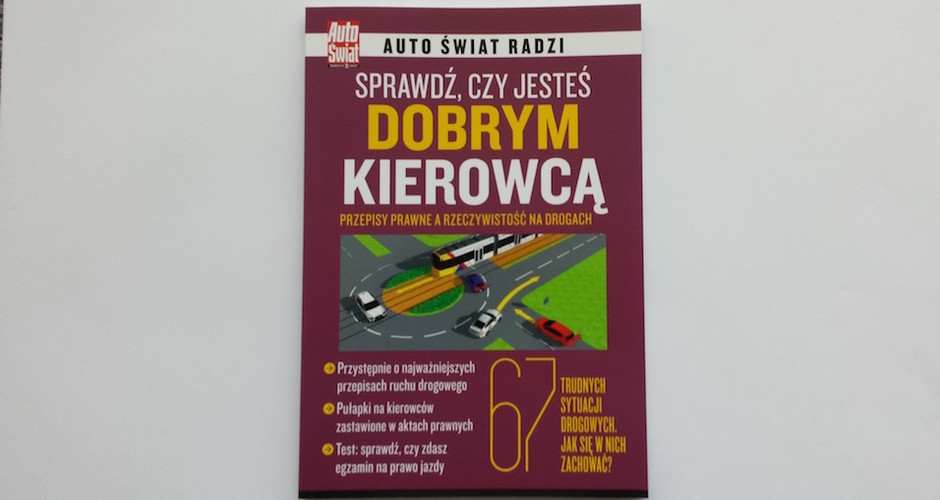 Auto
Świat
AUTO ŚWIAT RADZI
SPRAWDŹ, CZY JESTEŚ
DOBRYM
KIEROWCĄ
PRZEPISY PRAWNE A RZECZYWISTOŚĆ NA DROGACH
Przystępnie o najważniejszych
przepisach ruchu drogowego
Pułapki na kierowców
zastawione w aktach prawnych
Test: sprawdź, czy zdasz
egzamin na prawo jazdy
67
TRUDNYCH
SYTUACJI
DROGOWYCH.
JAK SIĘ W NICH
ZACHOWAĆ?